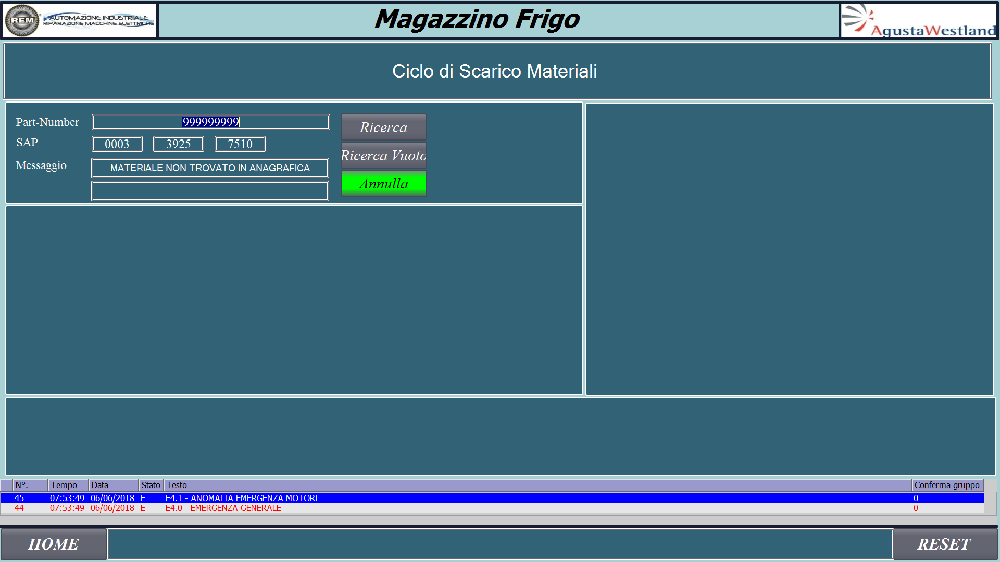 REM AUTOMAZIONE INDUSTRIALE
RIPARAZIONE MACCHINE ELETTRICHE
Magazzino Frigo
AgustaWestland
Ciclo di Scarico Materiali
Part-Number 999999999 Ricerca
SAP 0003 3925 7510
Ricerca Vuoto
Messaggio MATERIALE NON TROVATO IN ANAGRAFICA
Annulla
N°. Tempo Data Stato Testo Conferma gruppo
45 07:53:49 06/06/2018 E E4.1 - ANOMALIA EMERGENZA MOTORI 0
44 07:53:49 06/06/2018 E E4.0 - EMERGENZA GENERALE 0
HOME RESET